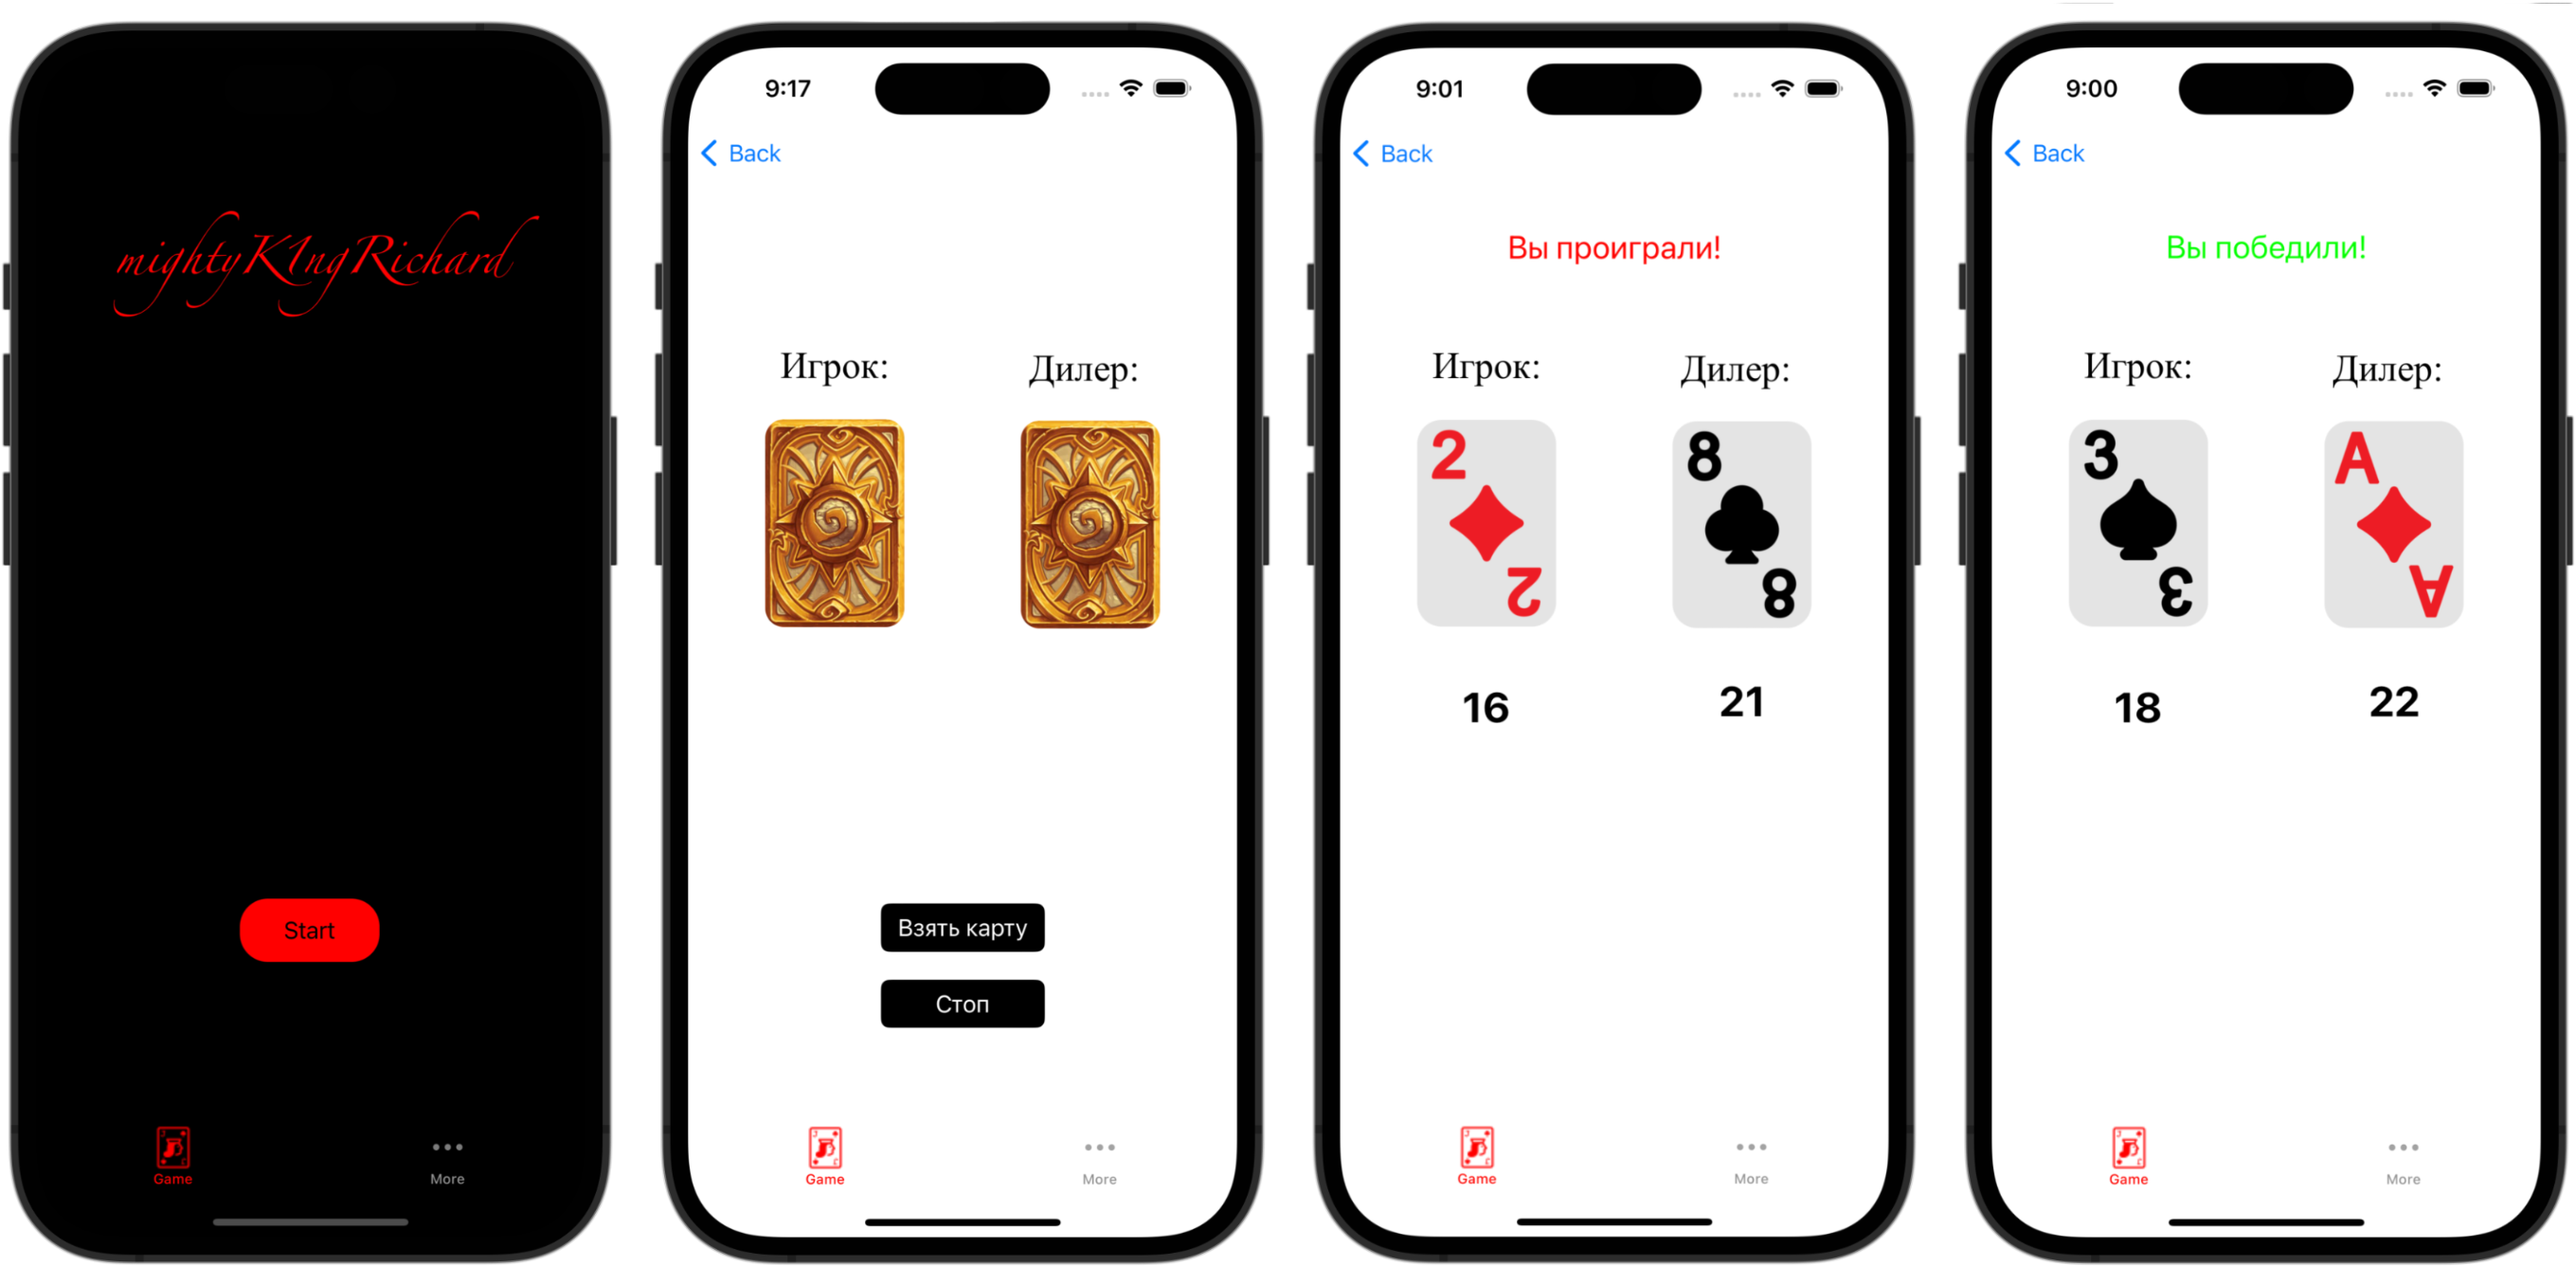 mightyK1ngRichard
Start
Game
More
9:17
Back
Игрок:
Дилер:
Взять карту
Стоп
Game
More
9:01
Back
Вы проиграли!
Игрок:
Дилер:
2
2
8
8
16
21
Game
More
9:00
Back
Вы победили!
Игрок:
Дилер:
3
3
A
A
18
22
Game
More